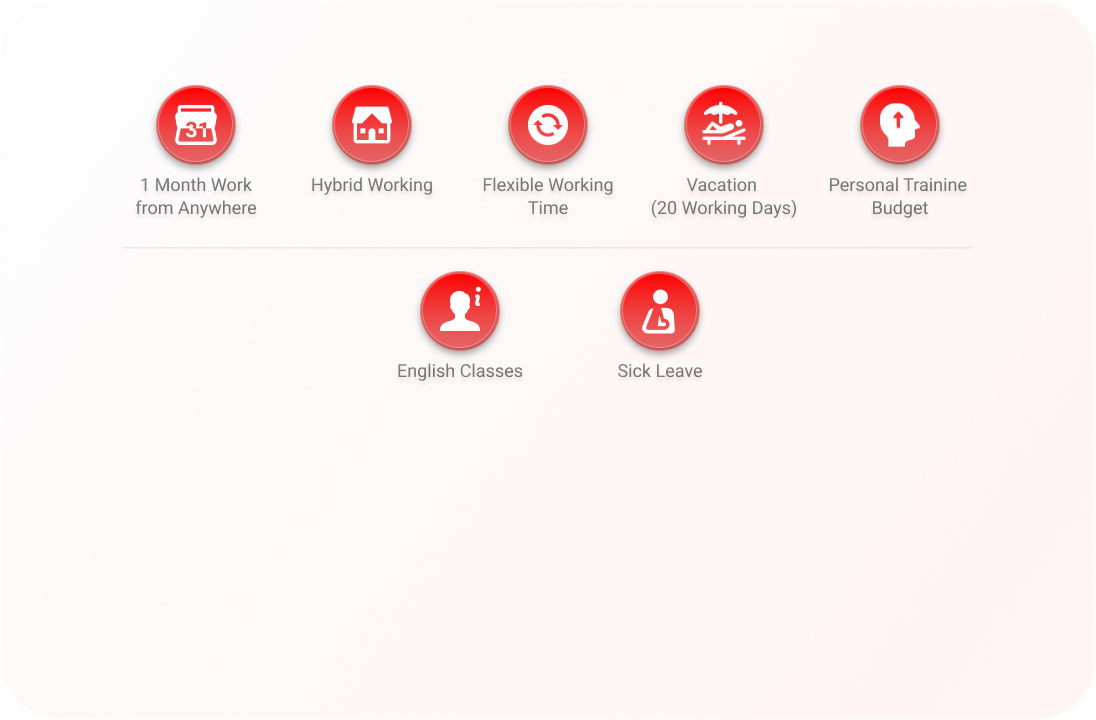 31
1 Month Work
from Anywhere
Hybrid Working
Flexible Working
Time
Vacation
(20 Working Days)
Personal Trainine
Budget
English Classes
Sick Leave